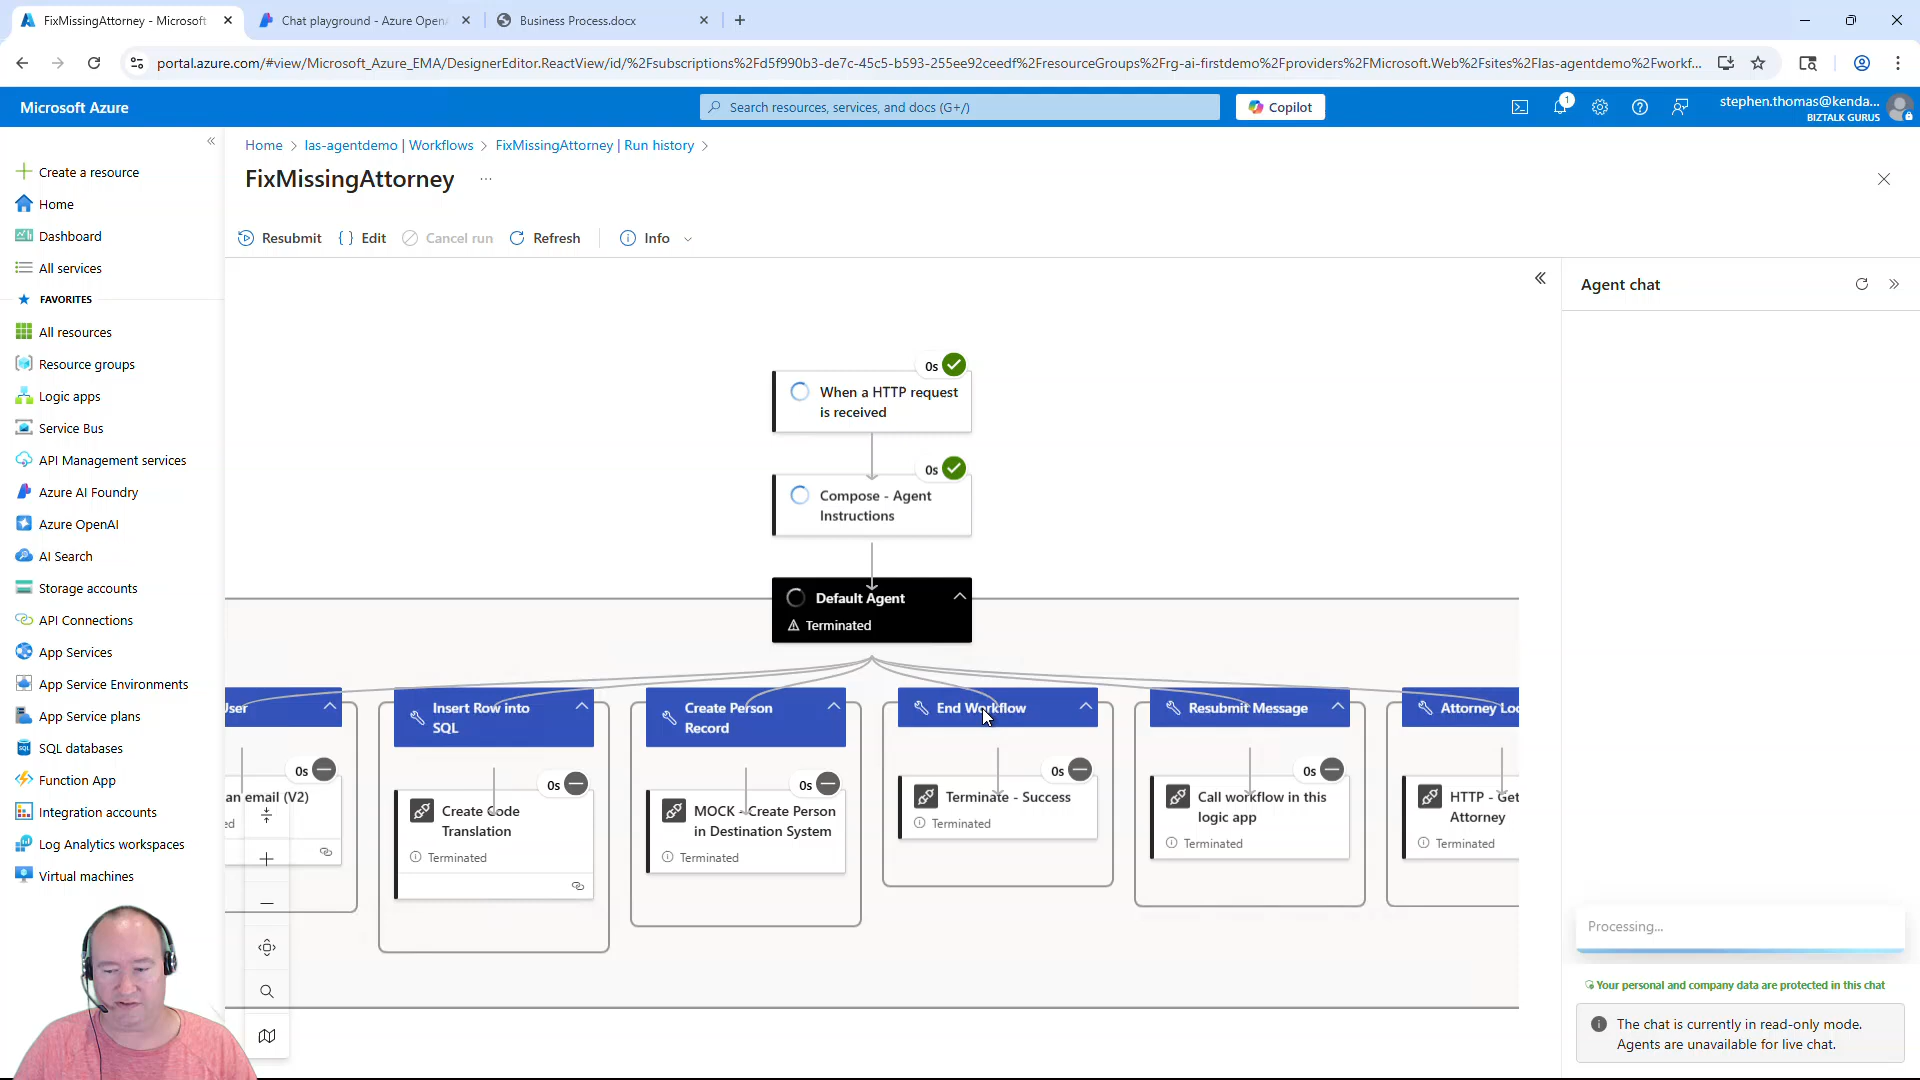 FixMissingAttorney - Microsoft
Chat playground - Azure OpenA
Business Process.docx
portal.azure.com/#view/Microsoft_Azure_EMA/DesignerEditor.ReactView/id/%2Fsubscriptions%2Fd5f990b3-de7c-45c5-b593-255ee92ceedf%2FresourceGroups%2Frg-ai-firstdemo%2Fproviders%2FMicrosoft.Web%2Fsites%2Flas-agentdemo%2Fworkf...
Microsoft Azure
Search resources, services, and docs (G+/)
Copilot
1
stephen.thomas@kenda...
BIZTALK GURUS
Home > las-agentdemo | Workflows > FixMissingAttorney | Run history >
FixMissingAttorney ...
Resubmit
{ } Edit
Cancel run
Refresh
Info
Create a resource
Home
Dashboard
All services
FAVORITES
All resources
Resource groups
Logic apps
Service Bus
API Management services
Azure AI Foundry
Azure OpenAI
AI Search
Storage accounts
API Connections
App Services
App Service Environments
App Service plans
SQL databases
Function App
Integration accounts
Log Analytics workspaces
Virtual machines
0s
When a HTTP request
is received
0s
Compose - Agent
Instructions
Default Agent
Terminated
User
0s
an email (V2)
ed
Insert Row into
SQL
0s
Create Code
Translation
Terminated
Create Person
Record
0s
MOCK - Create Person
in Destination System
Terminated
End Workflow
0s
Terminate - Success
Terminated
Resubmit Message
0s
Call workflow in this
logic app
Terminated
Attorney Loo
HTTP - Get
Attorney
Terminated
Agent chat
Processing...
Your personal and company data are protected in this chat
The chat is currently in read-only mode.
Agents are unavailable for live chat.